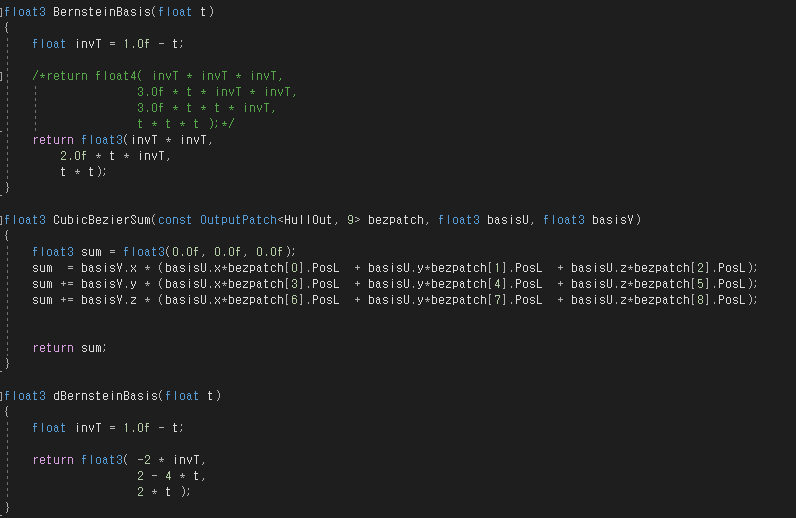 float3 BernsteinBasis(float t)
{
    float invT = 1.0f - t;
    /*return float4( invT * invT * invT,
                 3.0f * t * invT * invT,
                 3.0f * t * t * invT,
                 t * t * t );*/
    return float3(invT * invT,
        2.0f * t * invT,
        t * t);
}
float3 CubicBezierSum(const OutputPatch<HullOut, 9> bezpatch, float3 basisU, float3 basisV)
{
    float3 sum = float3(0.0f, 0.0f, 0.0f);
    sum  = basisV.x * (basisU.x*bezpatch[0].PosL  + basisU.y*bezpatch[1].PosL  + basisU.z*bezpatch[2].PosL);
    sum += basisV.y * (basisU.x*bezpatch[3].PosL  + basisU.y*bezpatch[4].PosL  + basisU.z*bezpatch[5].PosL);
    sum += basisV.z * (basisU.x*bezpatch[6].PosL  + basisU.y*bezpatch[7].PosL  + basisU.z*bezpatch[8].PosL);
    return sum;
}
float3 dBernsteinBasis(float t)
{
    float invT = 1.0f - t;
    return float3( -2 * invT,
                 2 - 4 * t,
                 2 * t );
}